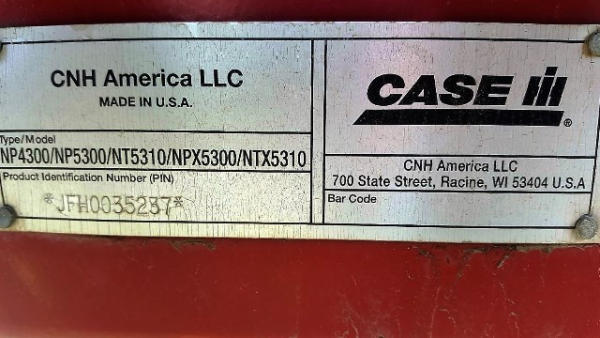 CNH America LLC
MADE IN U.S.A.
Type/Model
NP4300/NP5300/NT5310/NPX5300/NTX5310
Product Identification Number (PIN)
*JFH0035237*
CASE IH
®
CNH America LLC
700 State Street, Racine, WI 53404 U.S.A
Bar Code